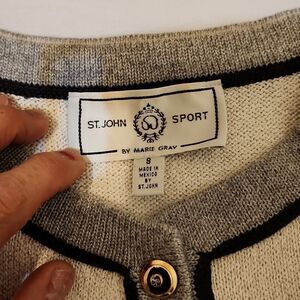 ST. JOHN SPORT
BY MARIE GRAY
8
MADE IN
MEXICO
BY
ST. JOHN